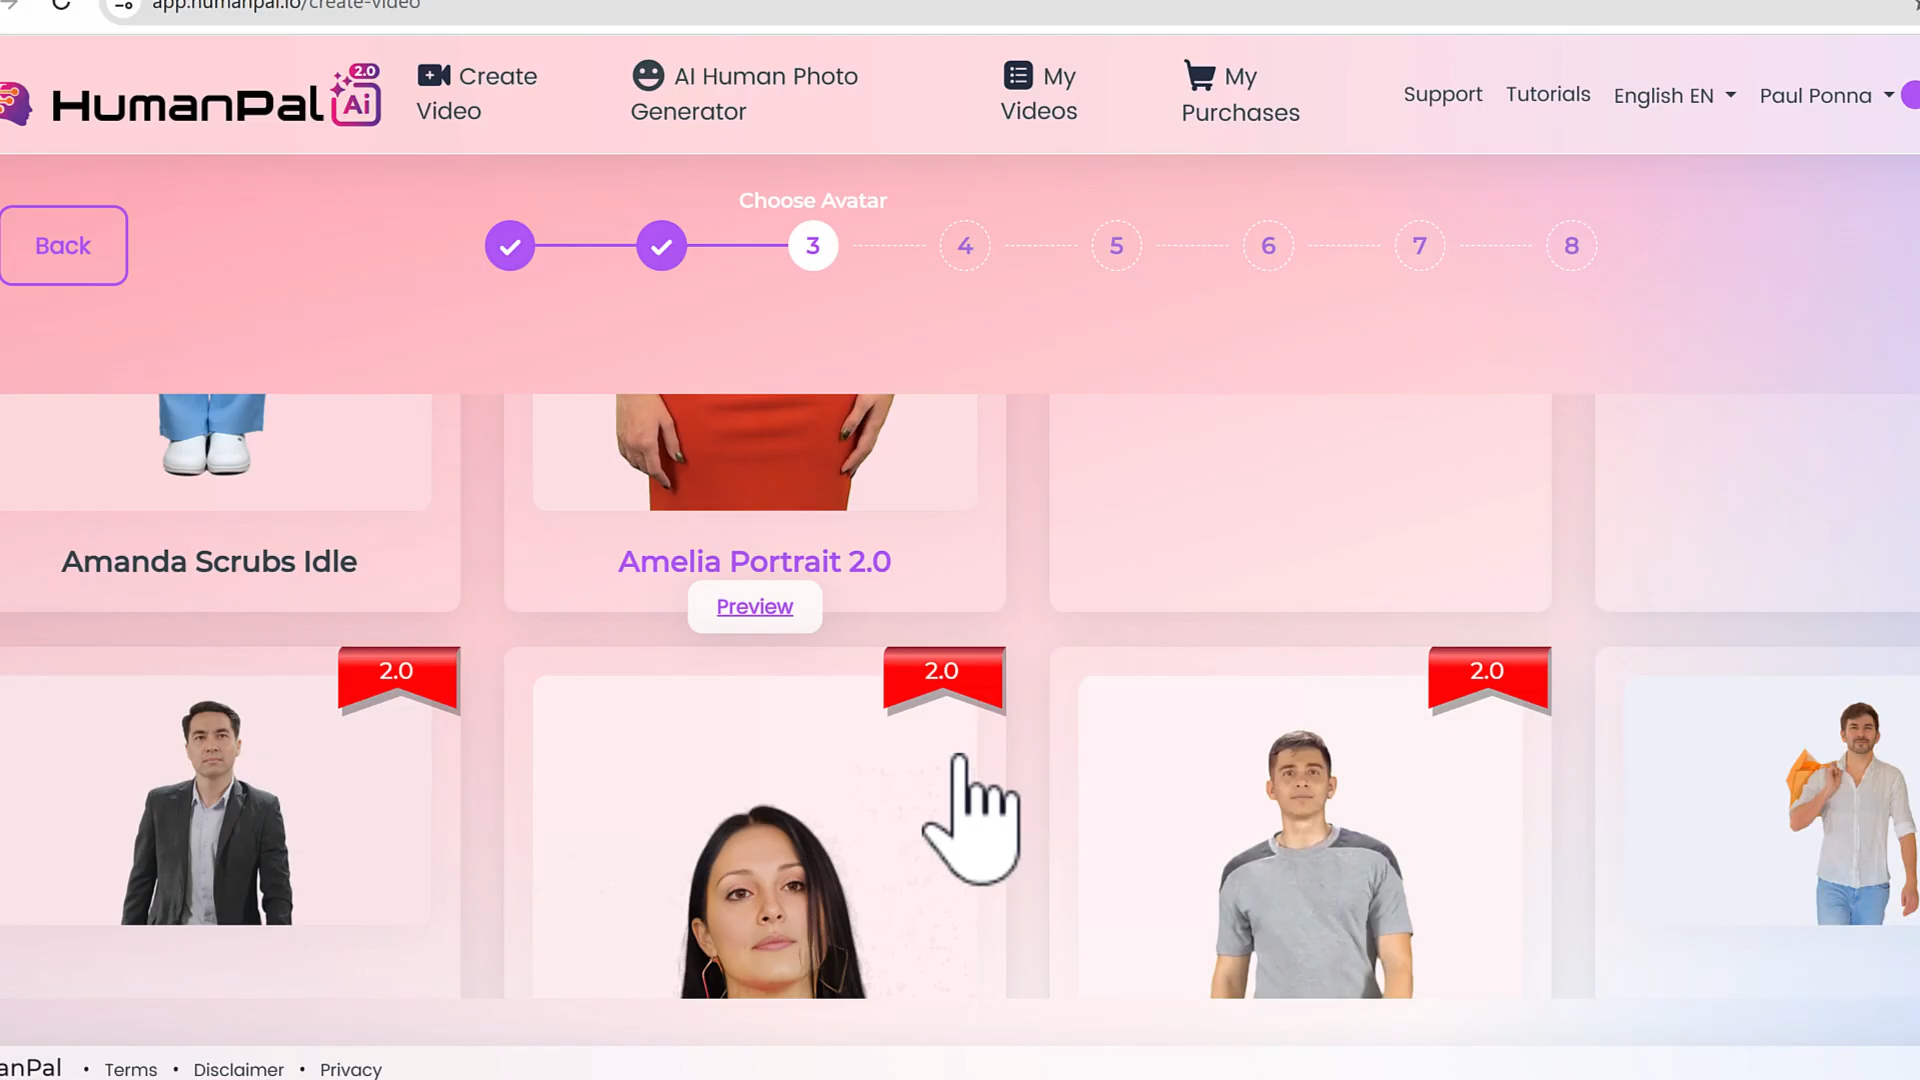 app.humanpal.io/create-video
HumanPal Ai 2.0
Create Video
AI Human Photo Generator
My Videos
My Purchases
Support
Tutorials
English EN
Paul Ponna
Choose Avatar
Back
3
4
5
6
7
8
Amanda Scrubs Idle
Amelia Portrait 2.0
Preview
2.0
2.0
2.0
anPal • Terms • Disclaimer • Privacy